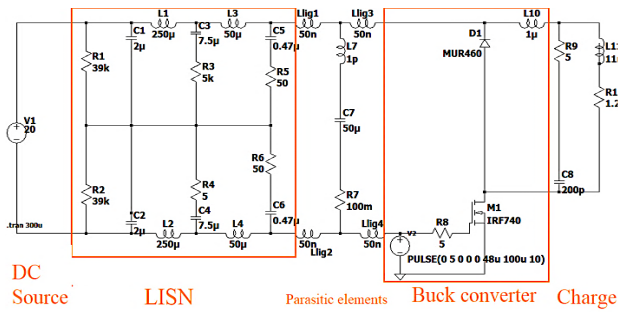 L1
250µ
C3
7.5µ
L3
50µ
C5
0.47µ
Llig1
50n
Llig3
50n
L10
1µ
C1
2µ
R1
39k
R3
5k
R5
50
L7
1p
D1
MUR460
R9
5
V1
20
C7
50µ
R6
50
R2
39k
R4
5
R7
100m
C8
200p
M1
IRF740
C2
2µ
C4
7.5µ
C6
0.47µ
R8
5
V2
.tran 300u
L2
250µ
L4
50µ
50n
Llig2
Llig4
50n
PULSE(0 5 0 0 0 48u 100u 10)
DC
Source
LISN
Parasitic elements
Buck converter
Charge